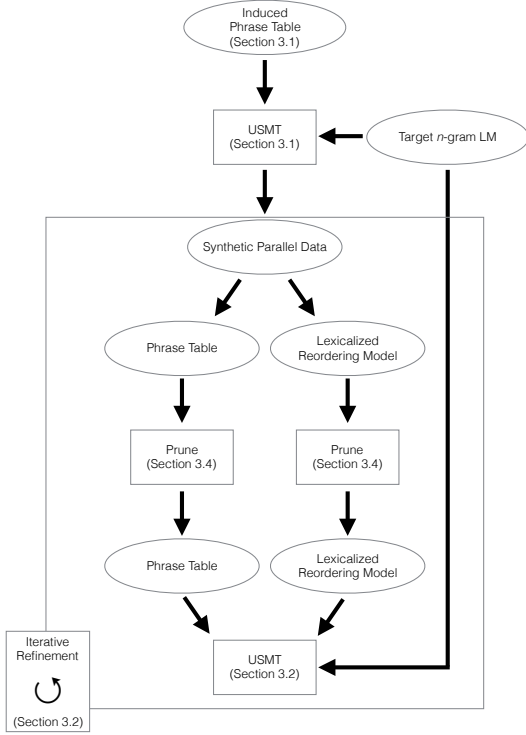 Induced
Phrase Table
(Section 3.1)
USMT
(Section 3.1)
Target n-gram LM
Synthetic Parallel Data
Phrase Table
Lexicalized
Reordering Model
Prune
(Section 3.4)
Prune
(Section 3.4)
Phrase Table
Lexicalized
Reordering Model
Iterative
Refinement
(Section 3.2)
USMT
(Section 3.2)